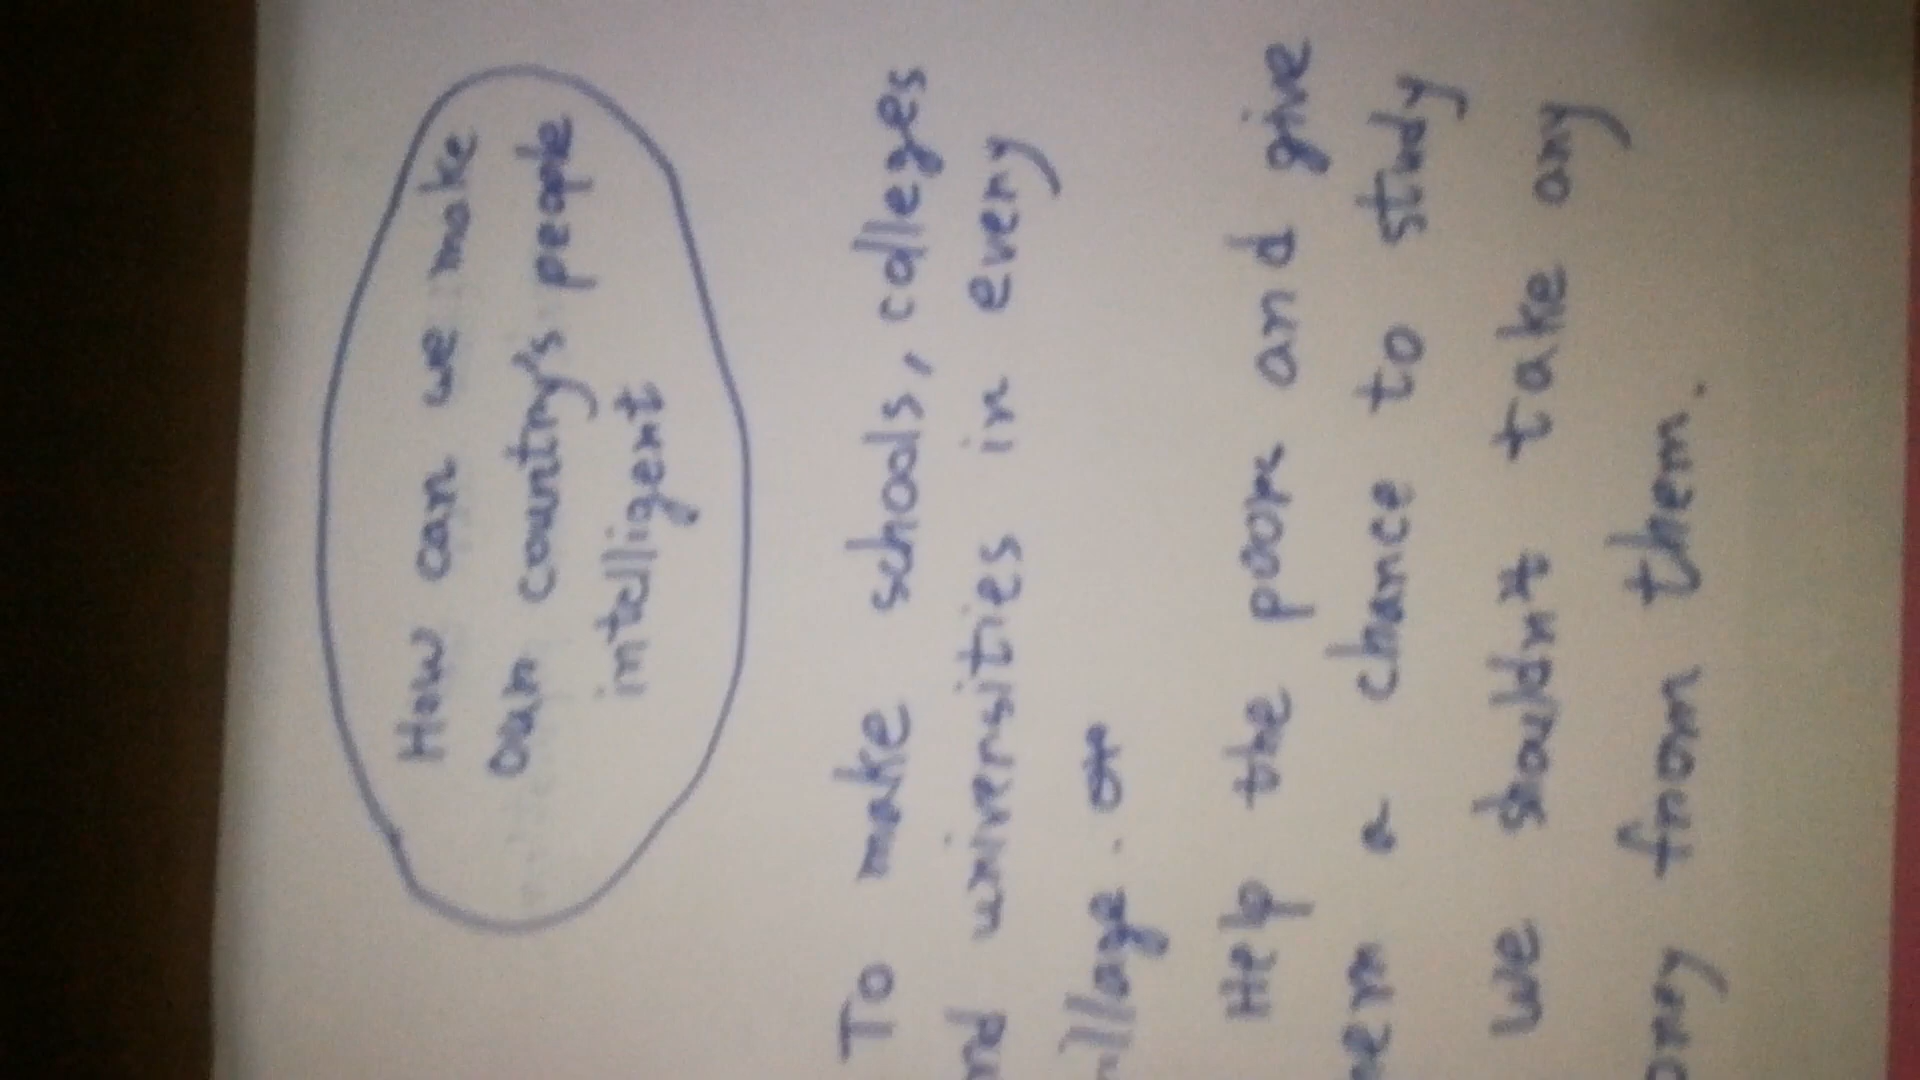 How can we make
our country's people
intelligent
To make schools, colleges
and universities in every
village.
Help the poor and give
them a chance to study
We shouldn't take any
money from them.